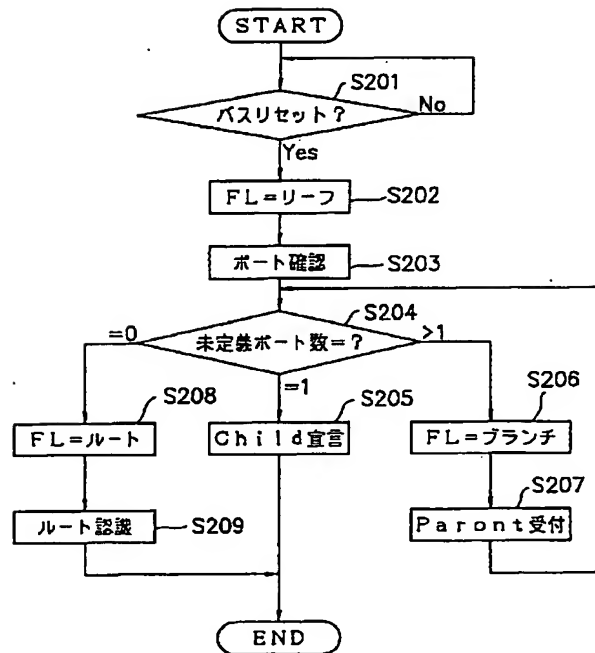 START
S201
バスリセット？
No
Yes
FL＝リーフ
S202
ポート確認
S203
S204
未定義ポート数＝？
=0
>1
=1
S208
S205
S206
FL＝ルート
Child宣言
FL＝ブランチ
S207
ルート認識
S209
Paront受付
END